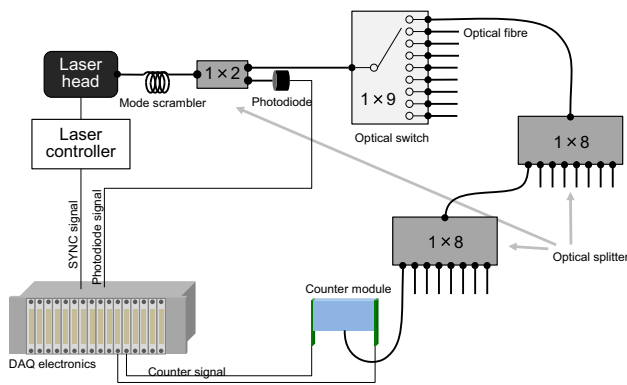 Laser
head
Mode scrambler
1×2
Photodiode
1×9
Optical switch
Optical fibre
1×8
Laser
controller
SYNC signal
Photodiode signal
1×8
Optical splitter
Counter module
DAQ electronics
Counter signal